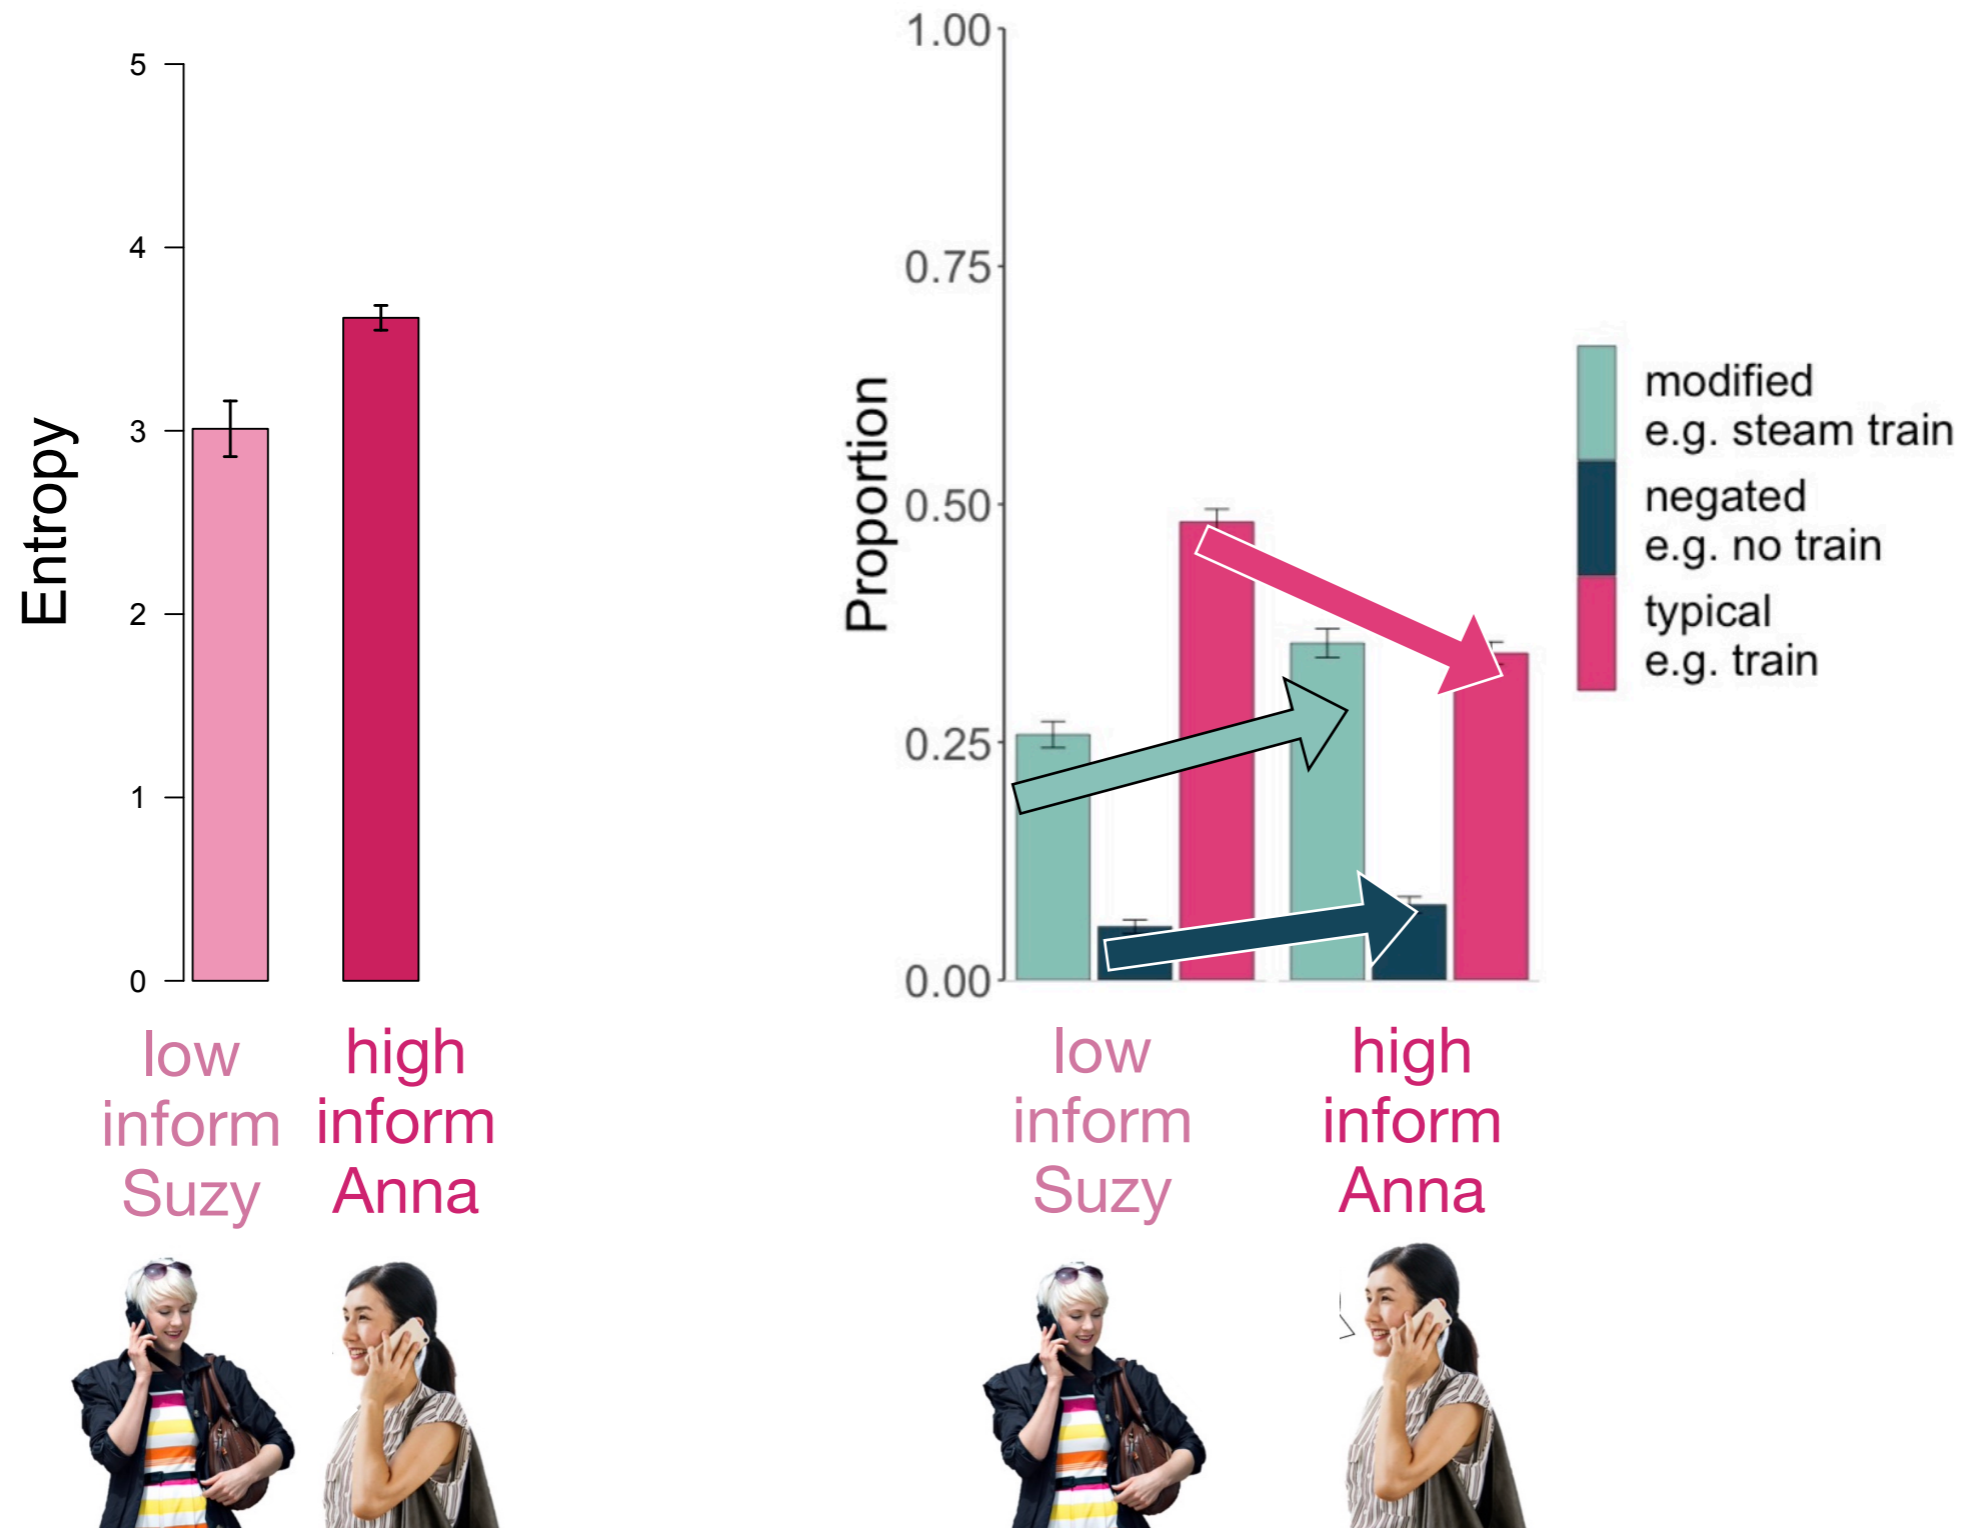 5
4
3
2
1
0
Entropy
low
inform
Suzy
high
inform
Anna
1.00
0.75
0.50
0.25
0.00
Proportion
low
inform
Suzy
high
inform
Anna
modified
e.g. steam train
negated
e.g. no train
typical
e.g. train